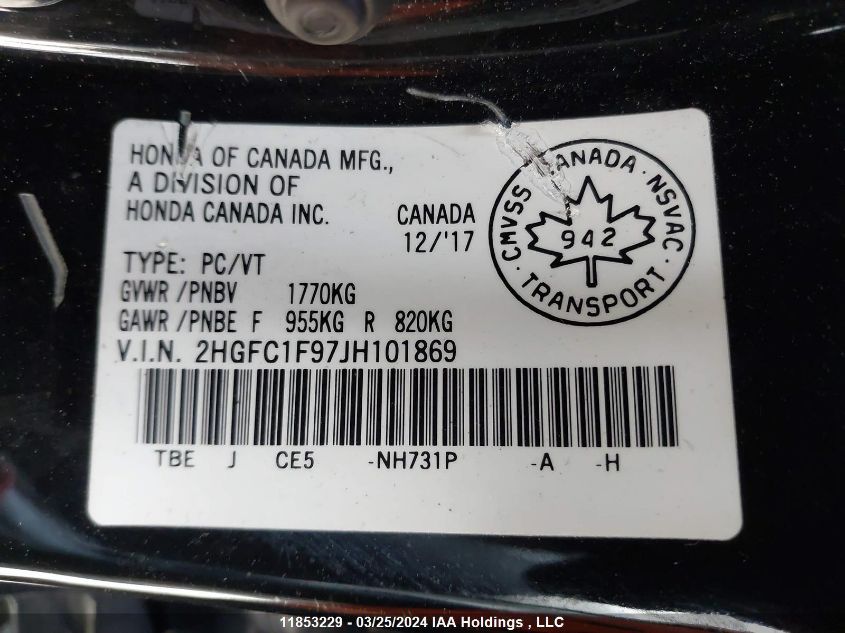 HONDA OF CANADA MFG.,
A DIVISION OF
HONDA CANADA INC.
CANADA
12/'17
TYPE: PC/VT
GVWR /PNBV 1770KG
GAWR /PNBE F 955KG R 820KG
V.I.N. 2HGFC1F97JH101869
TBE J CE5 -NH731P -A -H
CMVSS · CANADA · NSVAC · TRANSPORT ·
942
11853229 - 03/25/2024 IAA Holdings , LLC